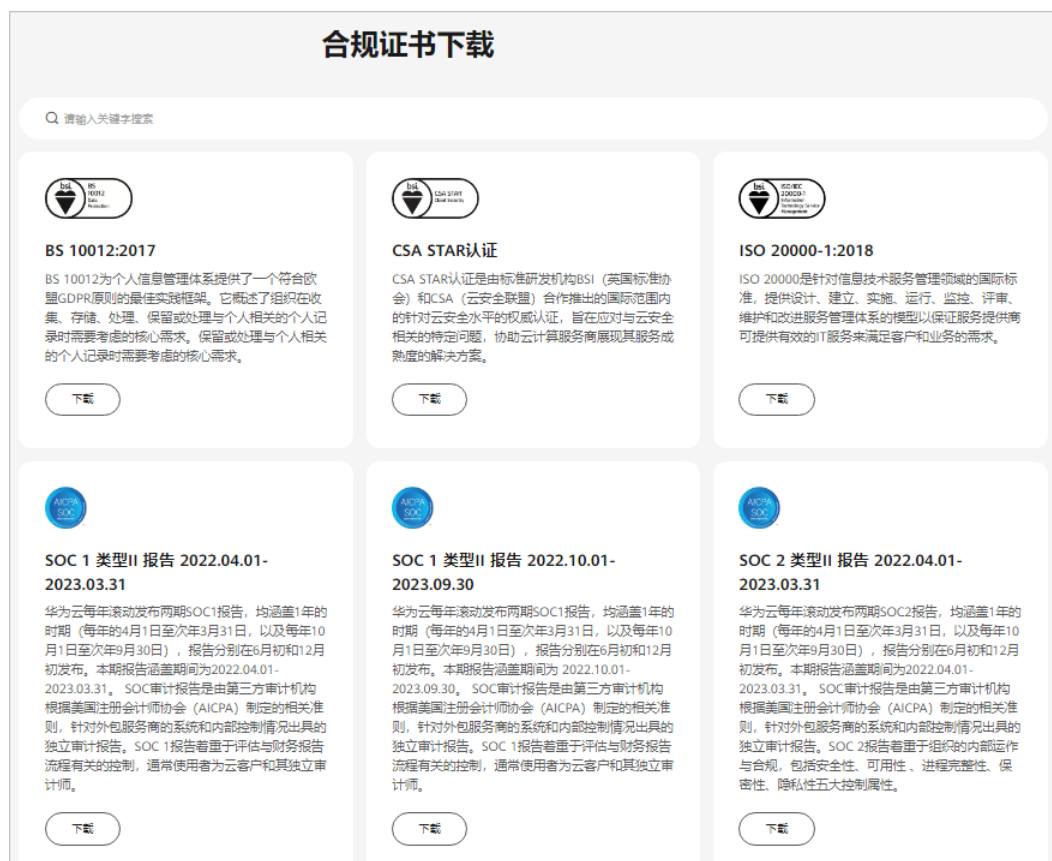 合规证书下载
请输入关键字搜索
bsi.
BS
10012
Data
Protection
BS 10012:2017
BS 10012为个人信息管理体系提供了一个符合欧
盟GDPR原则的最佳实践框架。它概述了组织在收
集、存储、处理、保留或处理与个人相关的个人记
录时需要考虑的核心需求。保留或处理与个人相关
的个人记录时需要考虑的核心需求。
下载
bsi.
CSA STAR
Cloud Security
CSA STAR认证
CSA STAR认证是由标准研发机构BSI（英国标准协
会）和CSA（云安全联盟）合作推出的国际范围内
的针对云安全水平的权威认证，旨在应对与云安全
相关的特定问题，协助云计算服务商展现其服务成
熟度的解决方案。
下载
bsi.
ISO/IEC
20000-1
Information
Technology Service
Management
ISO 20000-1:2018
ISO 20000是针对信息技术服务管理领域的国际标
准，提供设计、建立、实施、运行、监控、评审、
维护和改进服务管理体系的模型以保证服务提供商
可提供有效的IT服务来满足客户和业务的需求。
下载
AICPA
SOC
SOC 1 类型II 报告 2022.04.01-
2023.03.31
华为云每年滚动发布两期SOC1报告，均涵盖1年的
时期（每年的4月1日至次年3月31日，以及每年10
月1日至次年9月30日），报告分别在6月初和12月
初发布。本期报告涵盖期间为2022.04.01-
2023.03.31。 SOC审计报告是由第三方审计机构
根据美国注册会计师协会（AICPA）制定的相关准
则，针对外包服务商的系统和内部控制情况出具的
独立审计报告。SOC 1报告着重于评估与财务报告
流程有关的控制，通常使用者为云客户和其独立审
计师。
下载
AICPA
SOC
SOC 1 类型II 报告 2022.10.01-
2023.09.30
华为云每年滚动发布两期SOC1报告，均涵盖1年的
时期（每年的4月1日至次年3月31日，以及每年10
月1日至次年9月30日），报告分别在6月初和12月
初发布。本期报告涵盖期间为 2022.10.01-
2023.09.30。 SOC审计报告是由第三方审计机构
根据美国注册会计师协会（AICPA）制定的相关准
则，针对外包服务商的系统和内部控制情况出具的
独立审计报告。SOC 1报告着重于评估与财务报告
流程有关的控制，通常使用者为云客户和其独立审
计师。
下载
AICPA
SOC
SOC 2 类型II 报告 2022.04.01-
2023.03.31
华为云每年滚动发布两期SOC2报告，均涵盖1年的
时期（每年的4月1日至次年3月31日，以及每年10
月1日至次年9月30日），报告分别在6月初和12月
初发布。本期报告涵盖期间为2022.04.01-
2023.03.31。 SOC审计报告是由第三方审计机构
根据美国注册会计师协会（AICPA）制定的相关准
则，针对外包服务商的系统和内部控制情况出具的
独立审计报告。SOC 2报告着重于组织的内部运作
与合规，包括安全性、可用性 、进程完整性、保
密性、隐私性五大控制属性。
下载